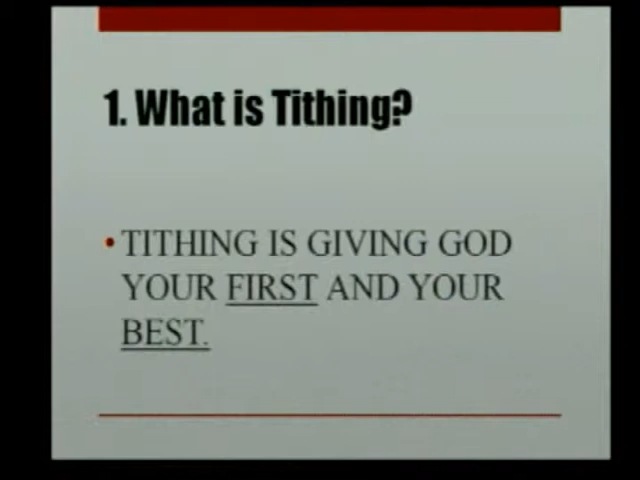 1. What is Tithing?
• TITHING IS GIVING GOD
YOUR FIRST AND YOUR
BEST.